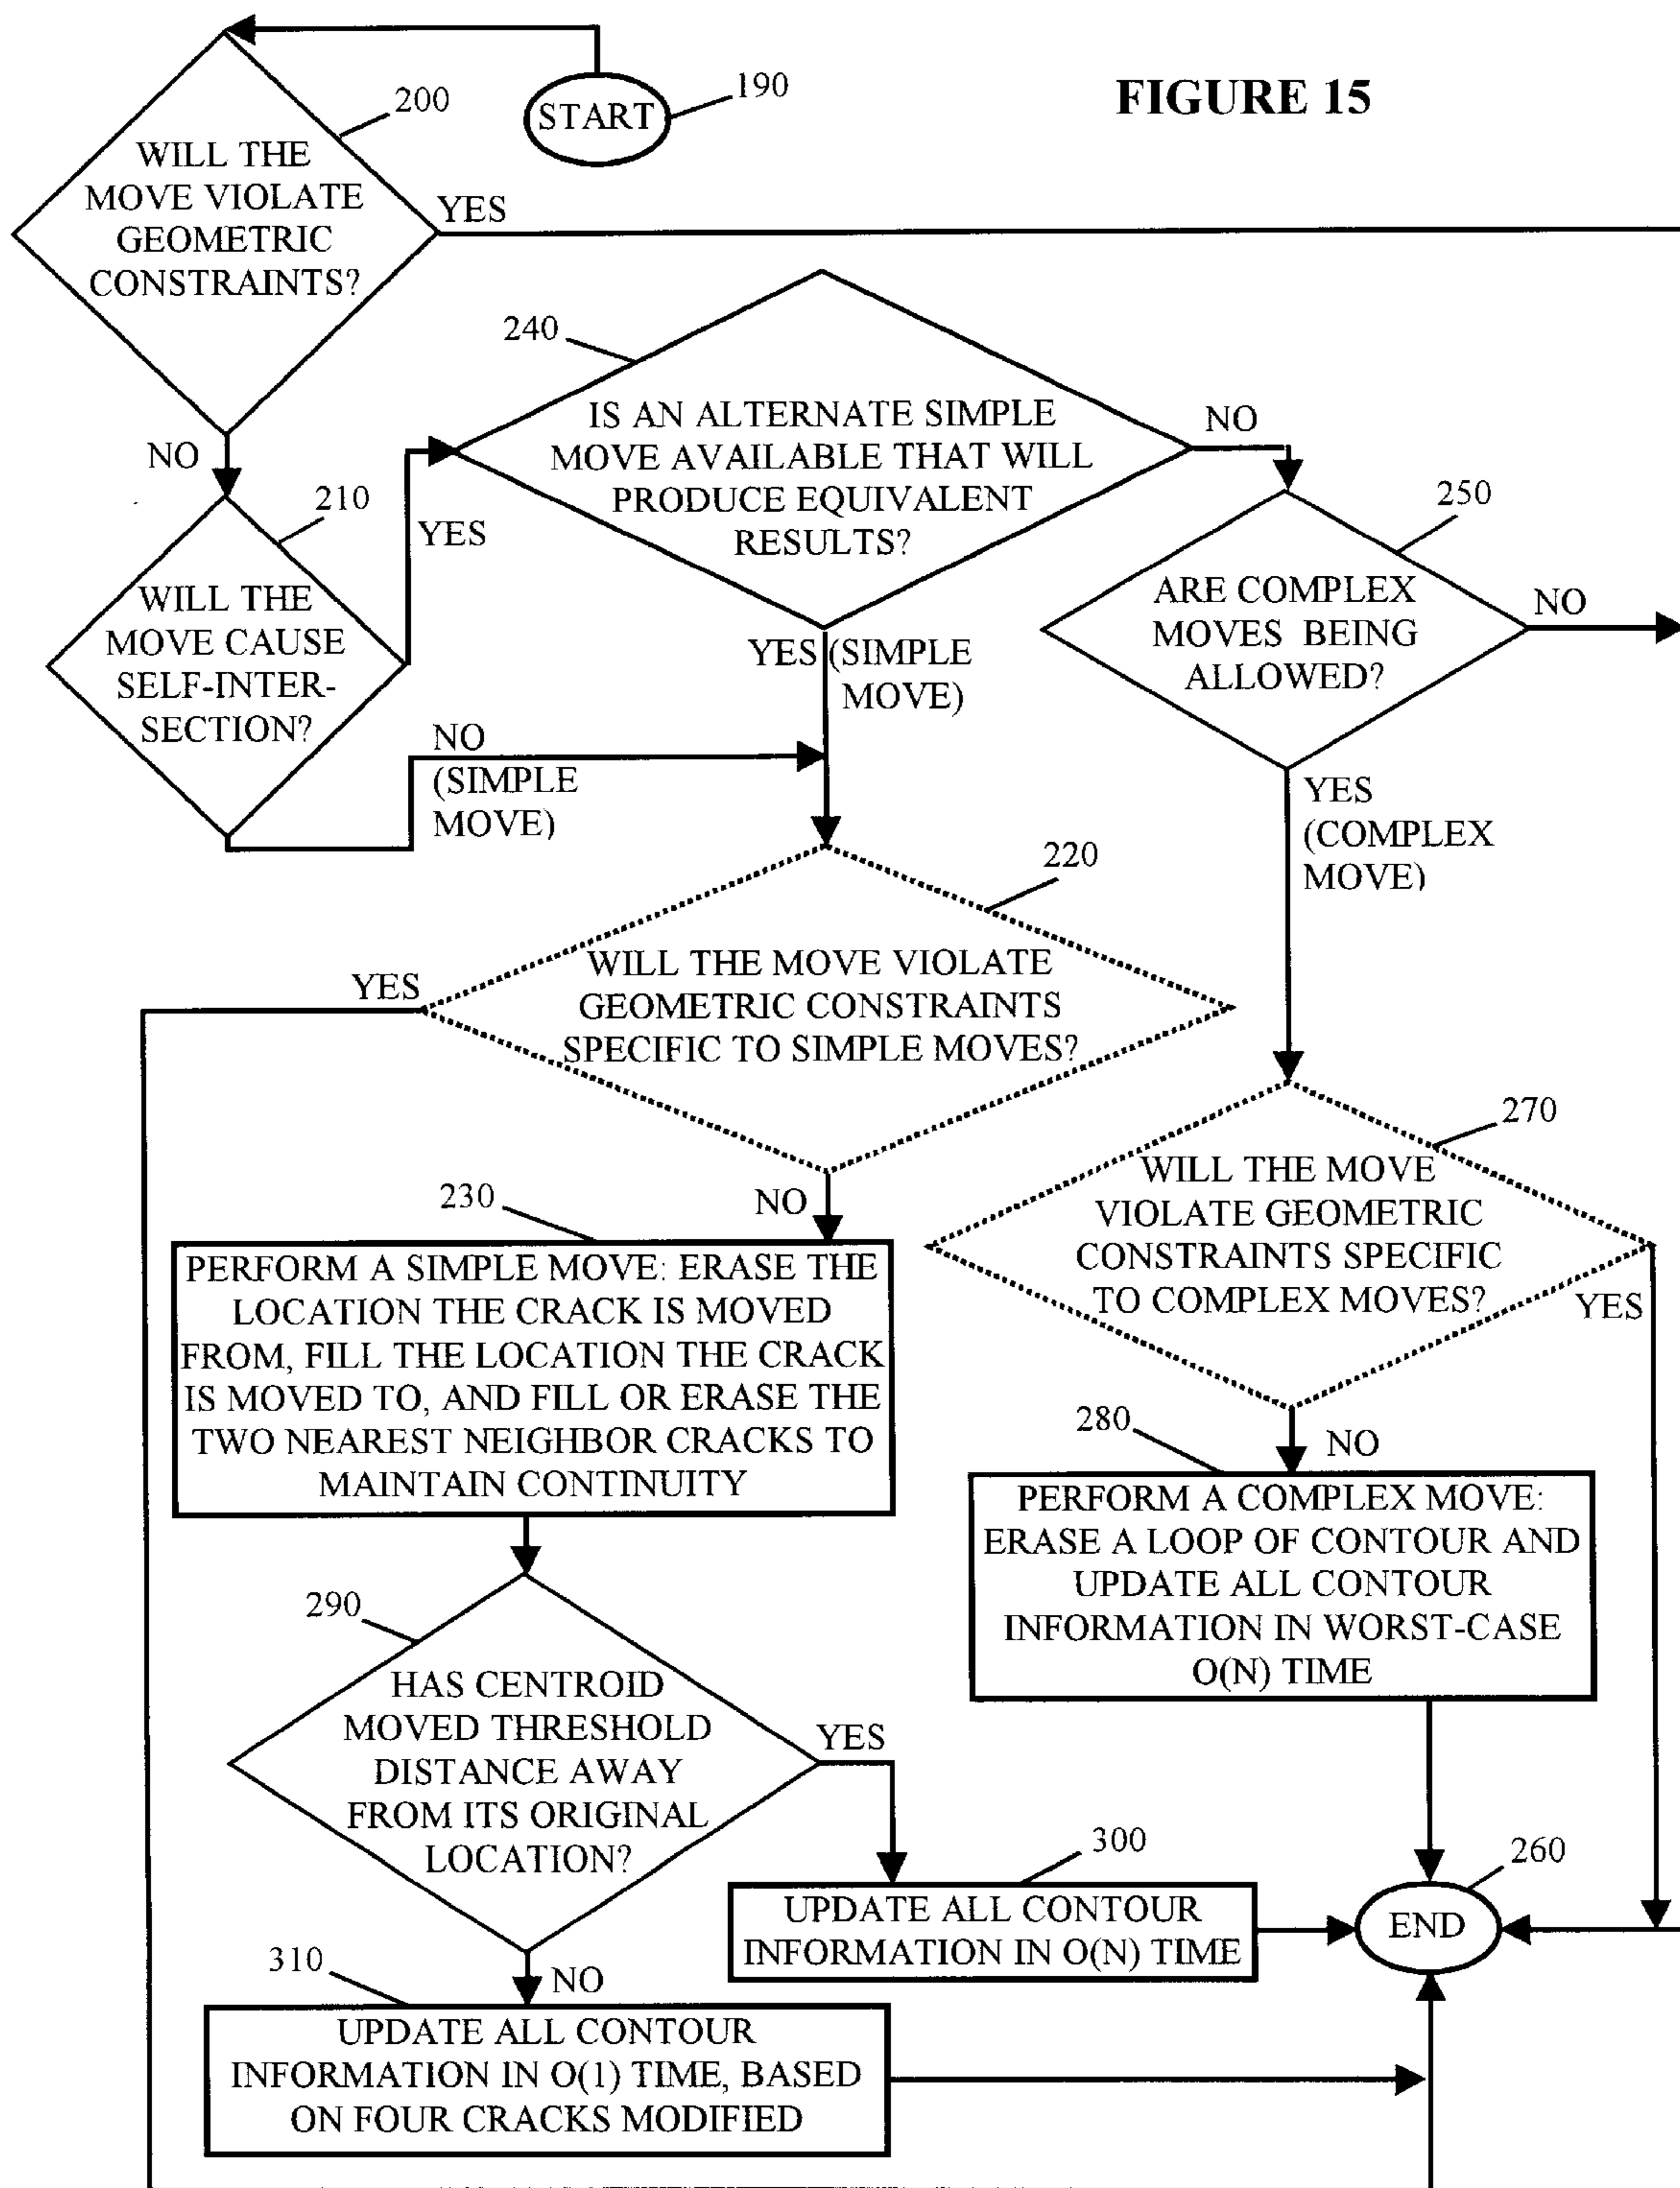 FIGURE 15
START
190
200
WILL THE
MOVE VIOLATE
GEOMETRIC
CONSTRAINTS?
YES
NO
210
WILL THE
MOVE CAUSE
SELF-INTER-
SECTION?
YES
NO
(SIMPLE
MOVE)
240
IS AN ALTERNATE SIMPLE
MOVE AVAILABLE THAT WILL
PRODUCE EQUIVALENT
RESULTS?
NO
YES (SIMPLE
MOVE)
250
ARE COMPLEX
MOVES BEING
ALLOWED?
NO
YES
(COMPLEX
MOVE)
220
WILL THE MOVE VIOLATE
GEOMETRIC CONSTRAINTS
SPECIFIC TO SIMPLE MOVES?
YES
NO
270
WILL THE MOVE
VIOLATE GEOMETRIC
CONSTRAINTS SPECIFIC
TO COMPLEX MOVES?
YES
NO
230
PERFORM A SIMPLE MOVE: ERASE THE
LOCATION THE CRACK IS MOVED
FROM, FILL THE LOCATION THE CRACK
IS MOVED TO, AND FILL OR ERASE THE
TWO NEAREST NEIGHBOR CRACKS TO
MAINTAIN CONTINUITY
280
PERFORM A COMPLEX MOVE:
ERASE A LOOP OF CONTOUR AND
UPDATE ALL CONTOUR
INFORMATION IN WORST-CASE
O(N) TIME
290
HAS CENTROID
MOVED THRESHOLD
DISTANCE AWAY
FROM ITS ORIGINAL
LOCATION?
YES
NO
300
UPDATE ALL CONTOUR
INFORMATION IN O(N) TIME
260
END
310
UPDATE ALL CONTOUR
INFORMATION IN O(1) TIME, BASED
ON FOUR CRACKS MODIFIED